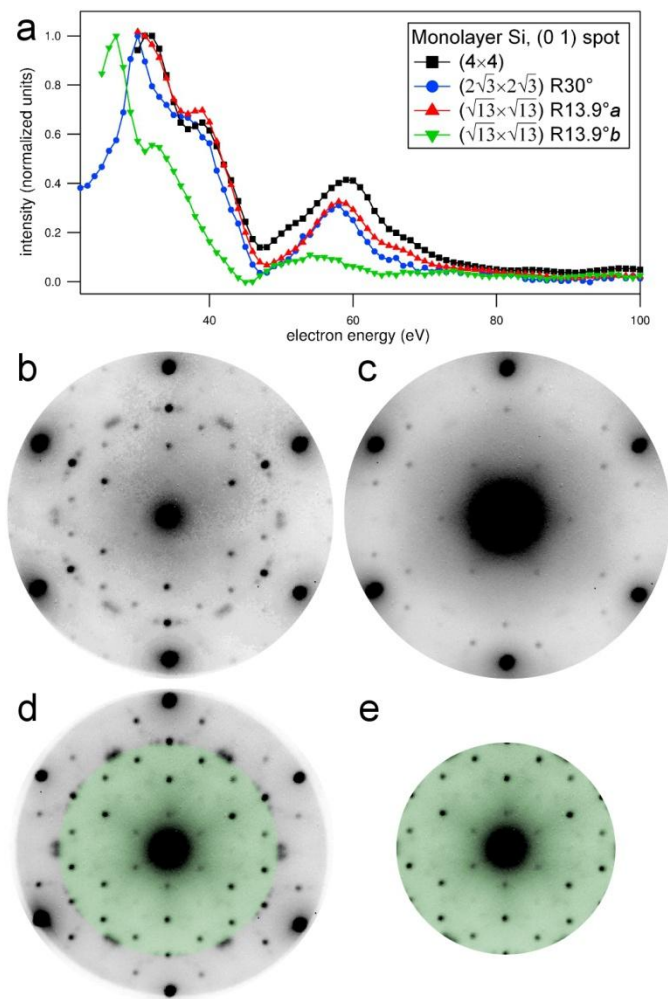 a
Monolayer Si, (0 1) spot
(4×4)
(2√3×2√3) R30°
(√13×√13) R13.9°a
(√13×√13) R13.9°b
1.0
0.8
0.6
0.4
0.2
0.0
intensity (normalized units)
40
60
80
100
electron energy (eV)
b
c
d
e